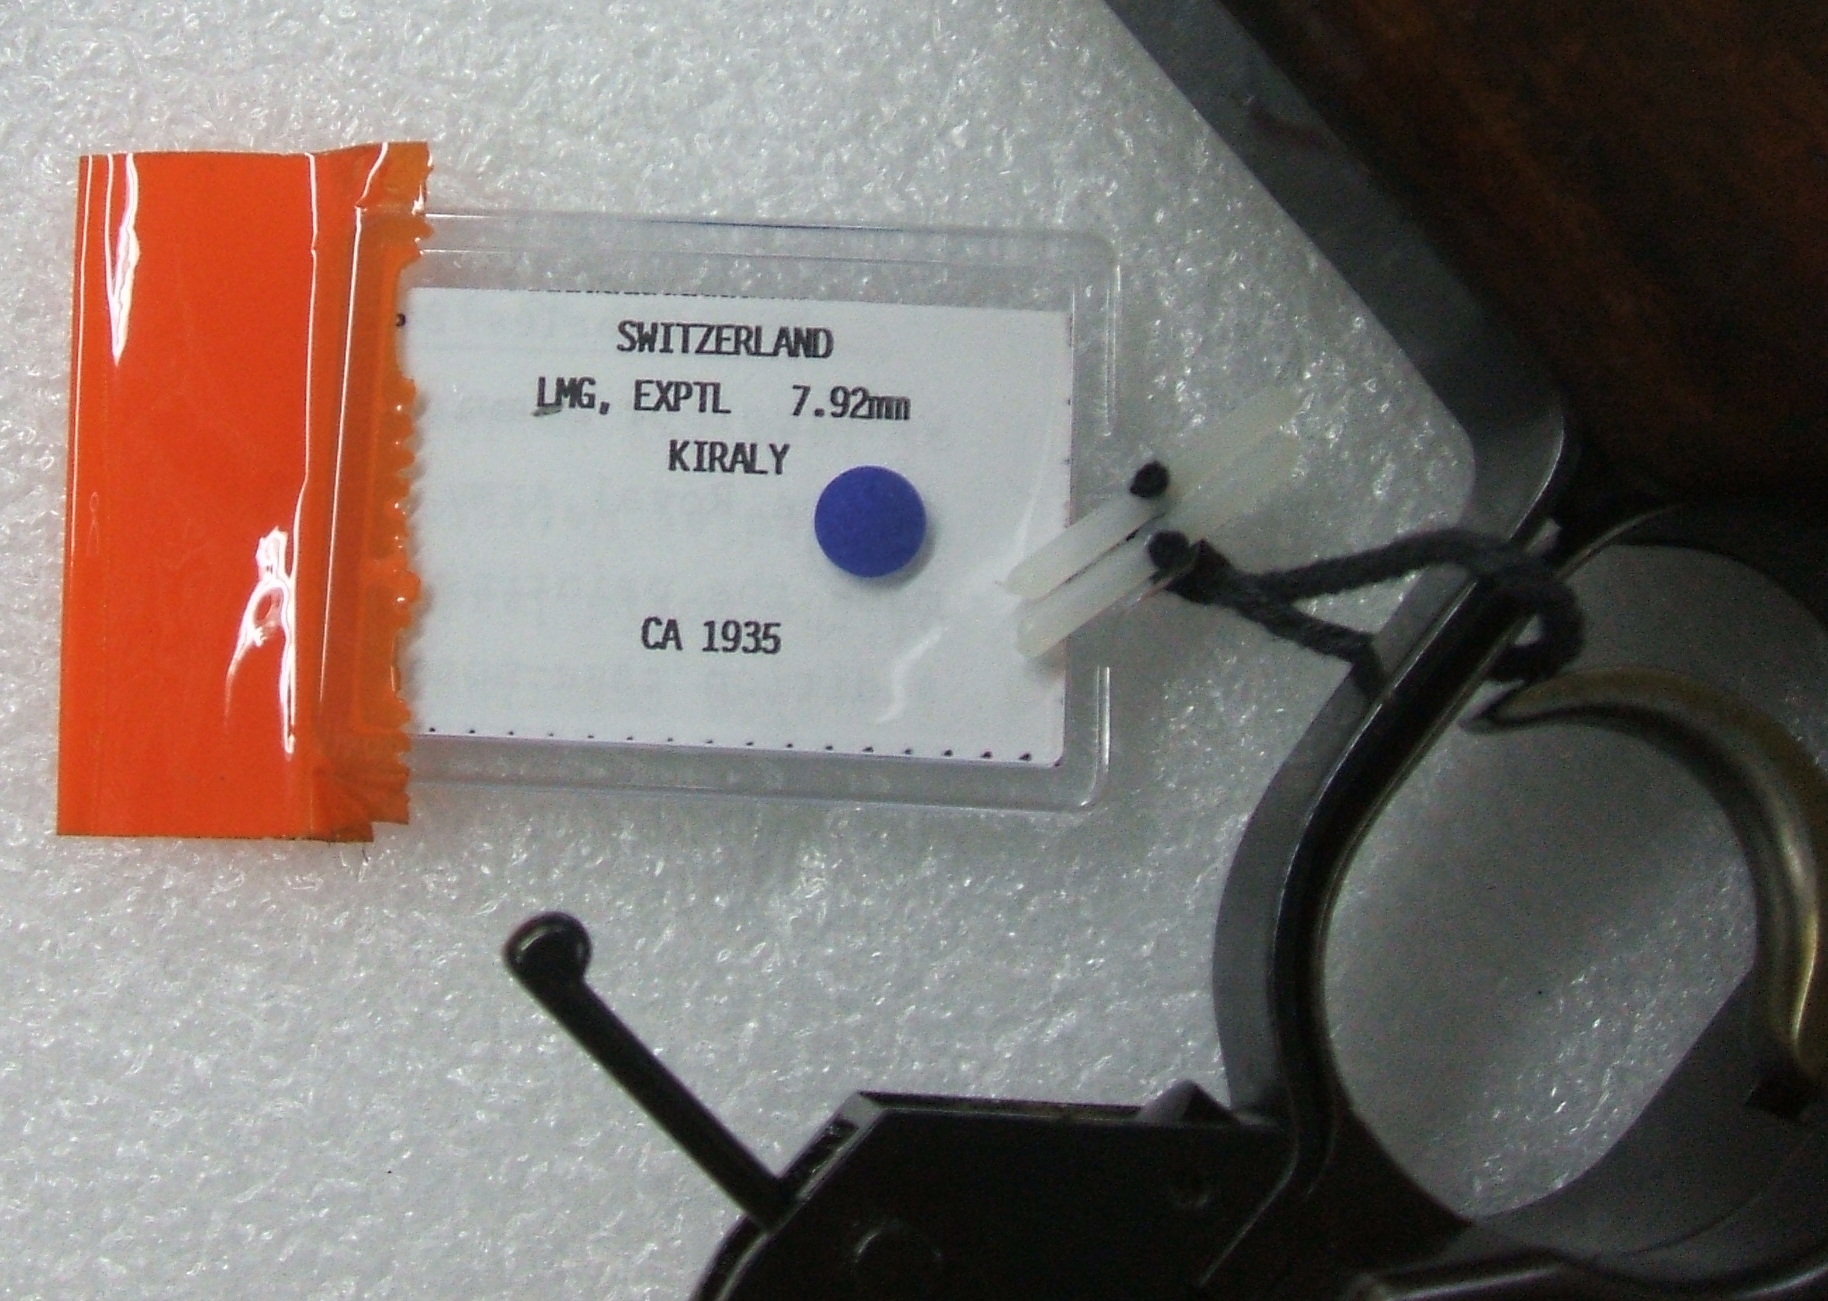 SWITZERLAND
LMG, EXPTL 7.92mm
KIRALY
CA 1935